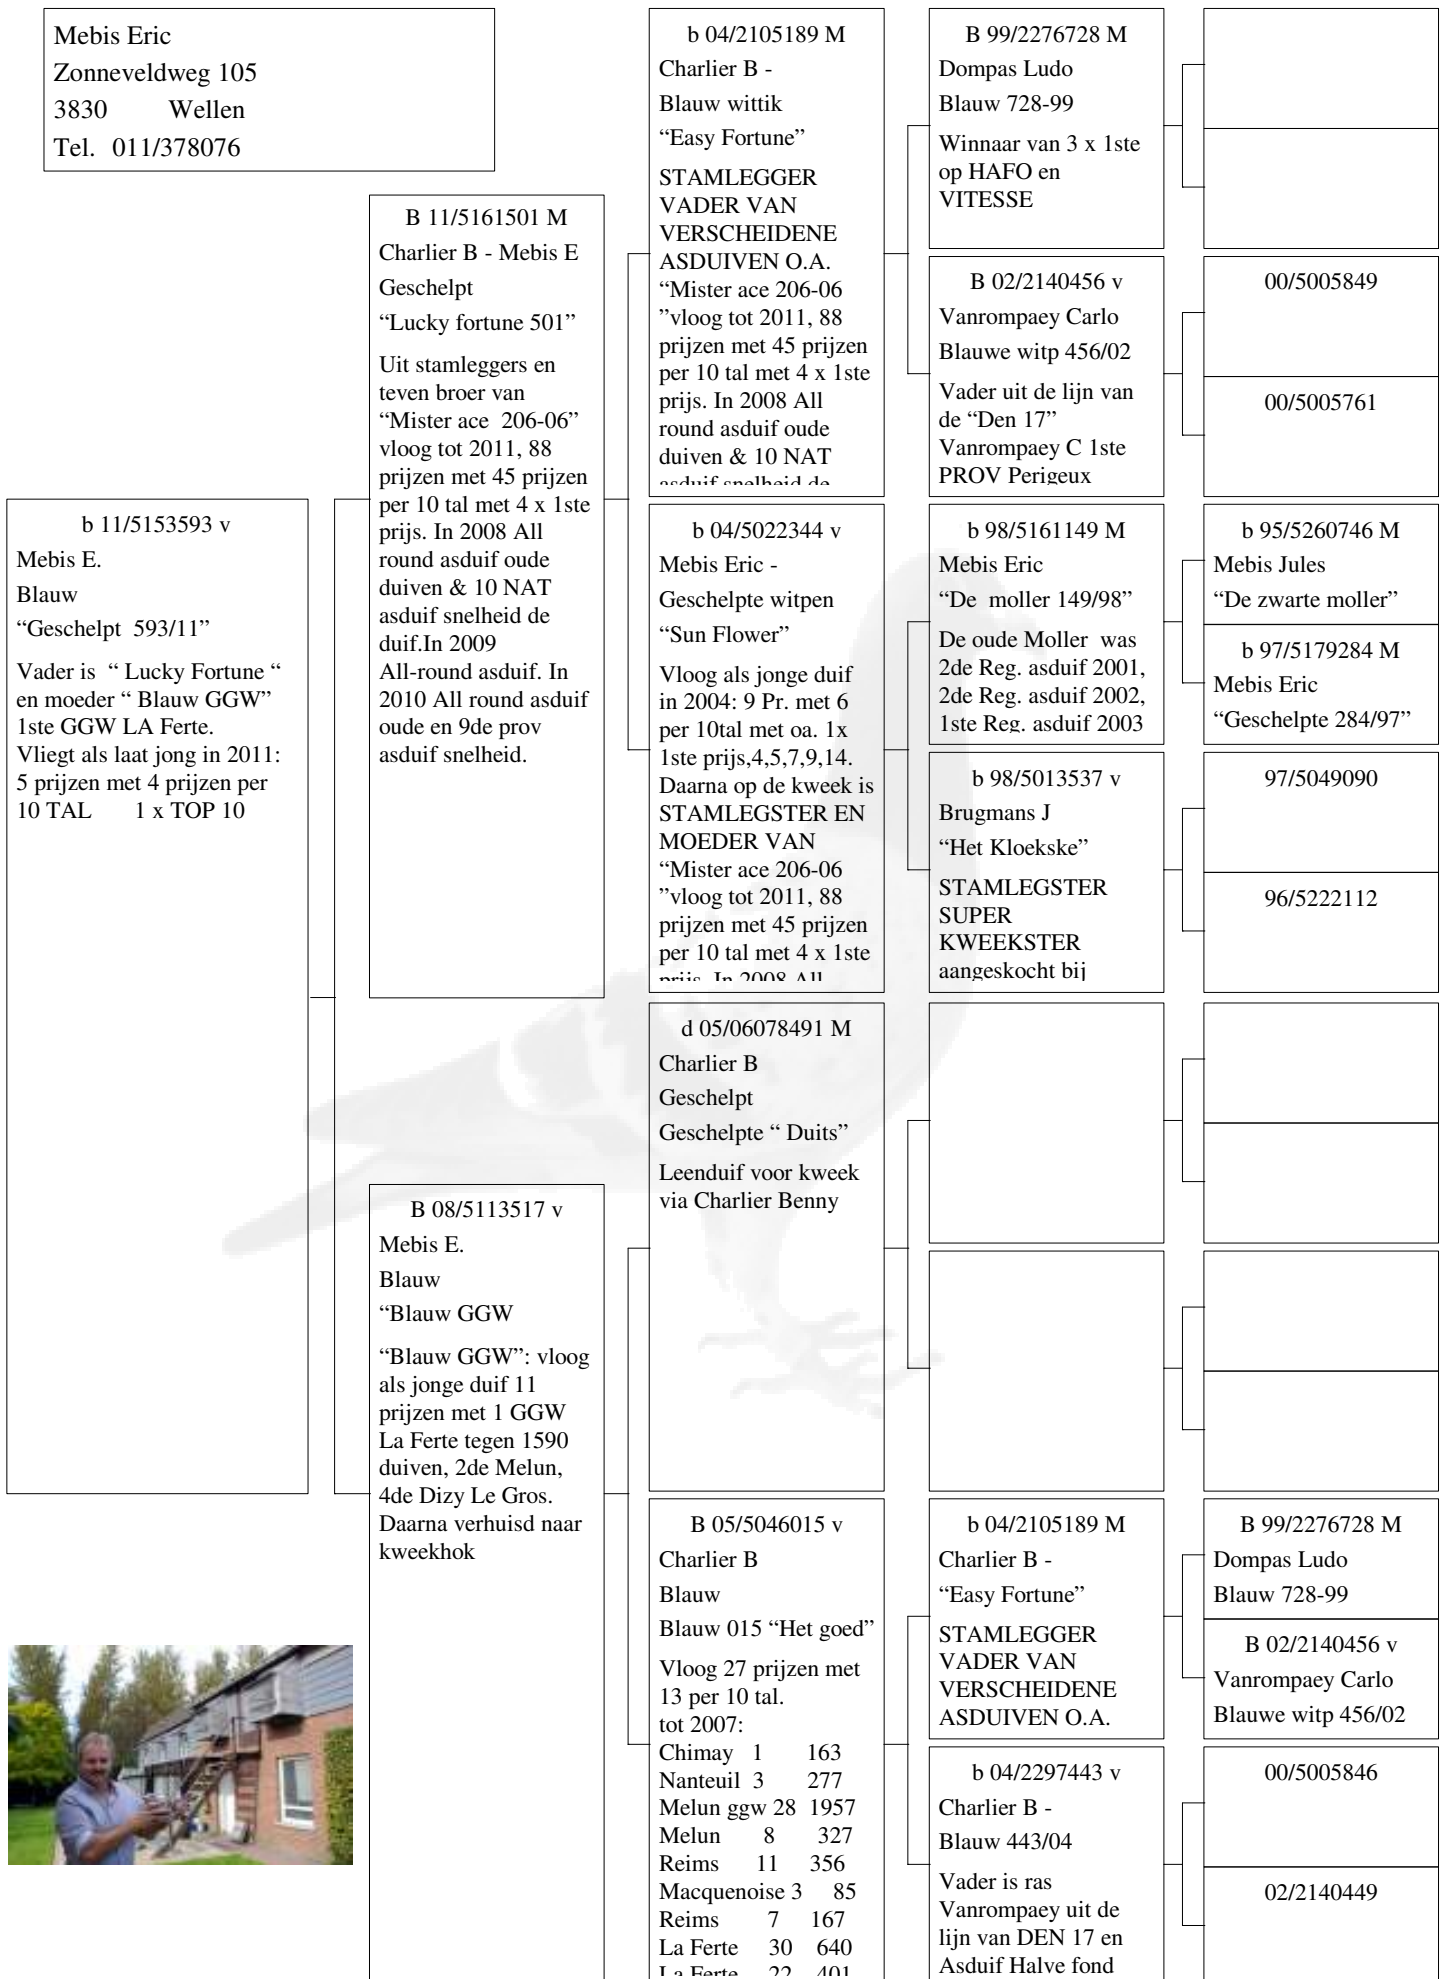 Mebis Eric
Zonneveldweg 105
3830 Wellen
Tel. 011/378076
b 11/5153593 v
Mebis E.
Blauw
“Geschelpt 593/11”
Vader is “ Lucky Fortune “
en moeder “ Blauw GGW”
1ste GGW LA Ferte.
Vliegt als laat jong in 2011:
5 prijzen met 4 prijzen per
10 TAL 1 x TOP 10
B 11/5161501 M
Charlier B - Mebis E
Geschelpt
“Lucky fortune 501”
Uit stamleggers en
teven broer van
“Mister ace 206-06”
vloog tot 2011, 88
prijzen met 45 prijzen
per 10 tal met 4 x 1ste
prijs. In 2008 All
round asduif oude
duiven & 10 NAT
asduif snelheid de
duif.In 2009
All-round asduif. In
2010 All round asduif
oude en 9de prov
asduif snelheid.
B 08/5113517 v
Mebis E.
Blauw
“Blauw GGW
“Blauw GGW”: vloog
als jonge duif 11
prijzen met 1 GGW
La Ferte tegen 1590
duiven, 2de Melun,
4de Dizy Le Gros.
Daarna verhuisd naar
kweekhok
b 04/2105189 M
Charlier B -
Blauw wittik
“Easy Fortune”
STAMLEGGER
VADER VAN
VERSCHEIDENE
ASDUIVEN O.A.
“Mister ace 206-06
”vloog tot 2011, 88
prijzen met 45 prijzen
per 10 tal met 4 x 1ste
prijs. In 2008 All
round asduif oude
duiven & 10 NAT
asduif snelheid de
b 04/5022344 v
Mebis Eric -
Geschelpte witpen
“Sun Flower”
Vloog als jonge duif
in 2004: 9 Pr. met 6
per 10tal met oa. 1x
1ste prijs,4,5,7,9,14.
Daarna op de kweek is
STAMLEGSTER EN
MOEDER VAN
“Mister ace 206-06
”vloog tot 2011, 88
prijzen met 45 prijzen
per 10 tal met 4 x 1ste
prijs. In 2008 All
d 05/06078491 M
Charlier B
Geschelpt
Geschelpte “ Duits”
Leenduif voor kweek
via Charlier Benny
B 05/5046015 v
Charlier B
Blauw
Blauw 015 “Het goed”
Vloog 27 prijzen met
13 per 10 tal.
tot 2007:
Chimay 1 163
Nanteuil 3 277
Melun ggw 28 1957
Melun 8 327
Reims 11 356
Macquenoise 3 85
Reims 7 167
La Ferte 30 640
La Ferte 22 401
B 99/2276728 M
Dompas Ludo
Blauw 728-99
Winnaar van 3 x 1ste
op HAFO en
VITESSE
B 02/2140456 v
Vanrompaey Carlo
Blauwe witp 456/02
Vader uit de lijn van
de “Den 17”
Vanrompaey C 1ste
PROV Perigeux
b 98/5161149 M
Mebis Eric
“De moller 149/98”
De oude Moller was
2de Reg. asduif 2001,
2de Reg. asduif 2002,
1ste Reg. asduif 2003
b 98/5013537 v
Brugmans J
“Het Kloekske”
STAMLEGSTER
SUPER
KWEEKSTER
aangeskocht bij
b 04/2105189 M
Charlier B -
“Easy Fortune”
STAMLEGGER
VADER VAN
VERSCHEIDENE
ASDUIVEN O.A.
b 04/2297443 v
Charlier B -
Blauw 443/04
Vader is ras
Vanrompaey uit de
lijn van DEN 17 en
Asduif Halve fond
00/5005849
00/5005761
b 95/5260746 M
Mebis Jules
“De zwarte moller”
b 97/5179284 M
Mebis Eric
“Geschelpte 284/97”
97/5049090
96/5222112
B 99/2276728 M
Dompas Ludo
Blauw 728-99
B 02/2140456 v
Vanrompaey Carlo
Blauwe witp 456/02
00/5005846
02/2140449